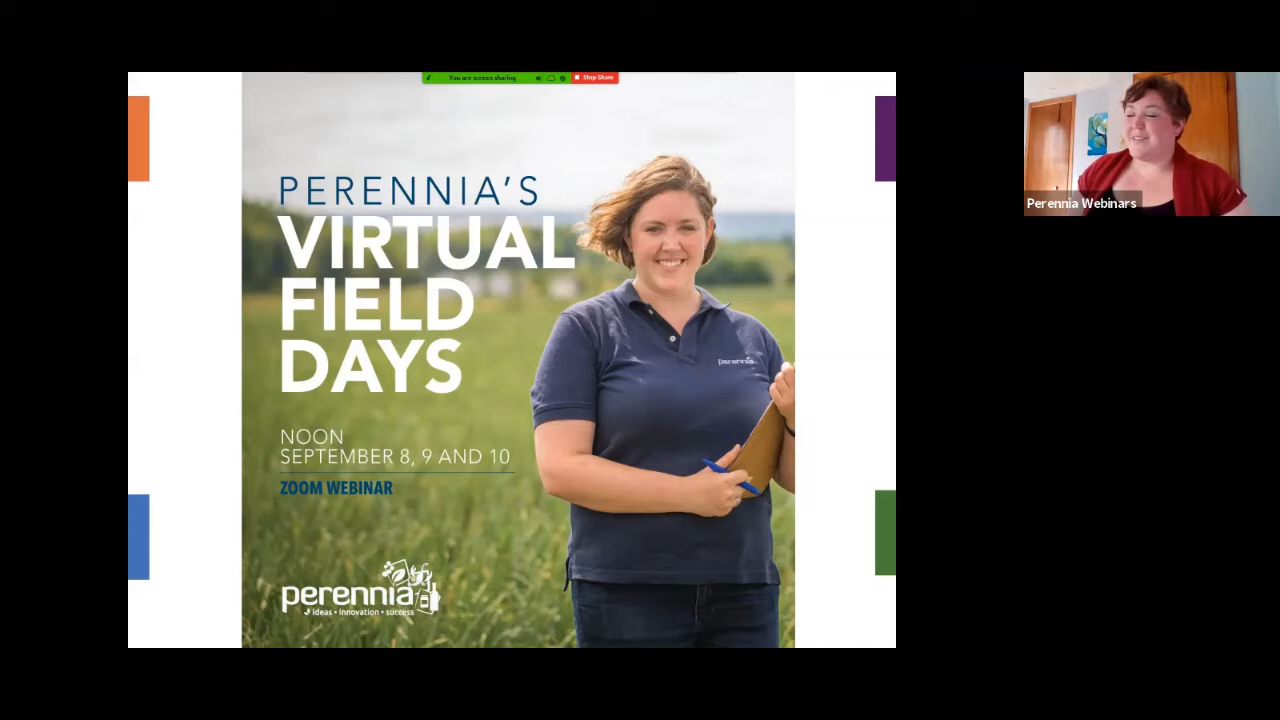 You are screen sharing
Stop Share
PERENNIA'S
VIRTUAL
FIELD
DAYS
NOON
SEPTEMBER 8, 9 AND 10
ZOOM WEBINAR
perennia
perennia
ideas • innovation • success
Perennia Webinars